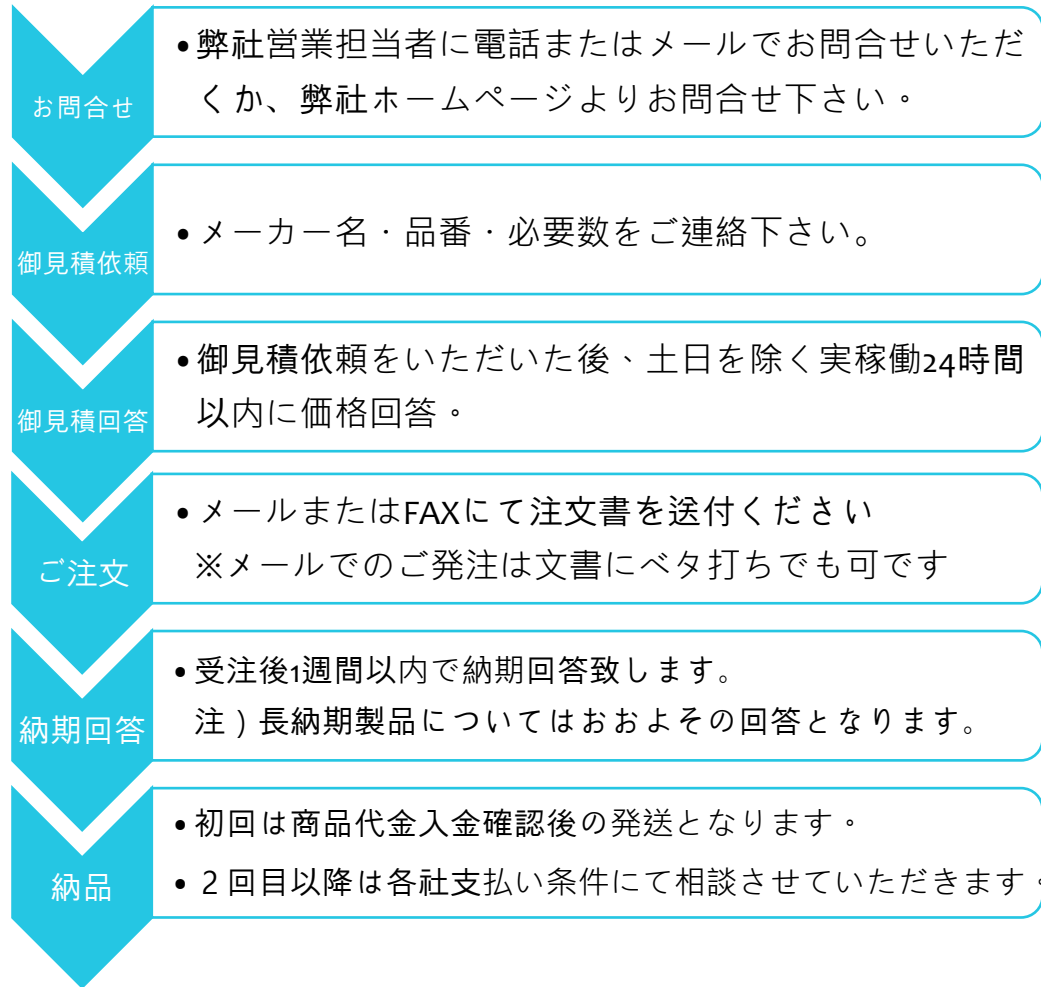 お問合せ
•弊社営業担当者に電話またはメールでお問合せいただ
くか、弊社ホームページよりお問合せ下さい。
御見積依頼
•メーカー名・品番・必要数をご連絡下さい。
御見積回答
•御見積依頼をいただいた後、土日を除く実稼働24時間
以内に価格回答。
ご注文
•メールまたはFAXにて注文書を送付ください
※メールでのご発注は文書にベタ打ちでも可です
納期回答
•受注後1週間以内で納期回答致します。
注）長納期製品についてはおおよその回答となります。
納品
•初回は商品代金入金確認後の発送となります。
•２回目以降は各社支払い条件にて相談させていただきます。